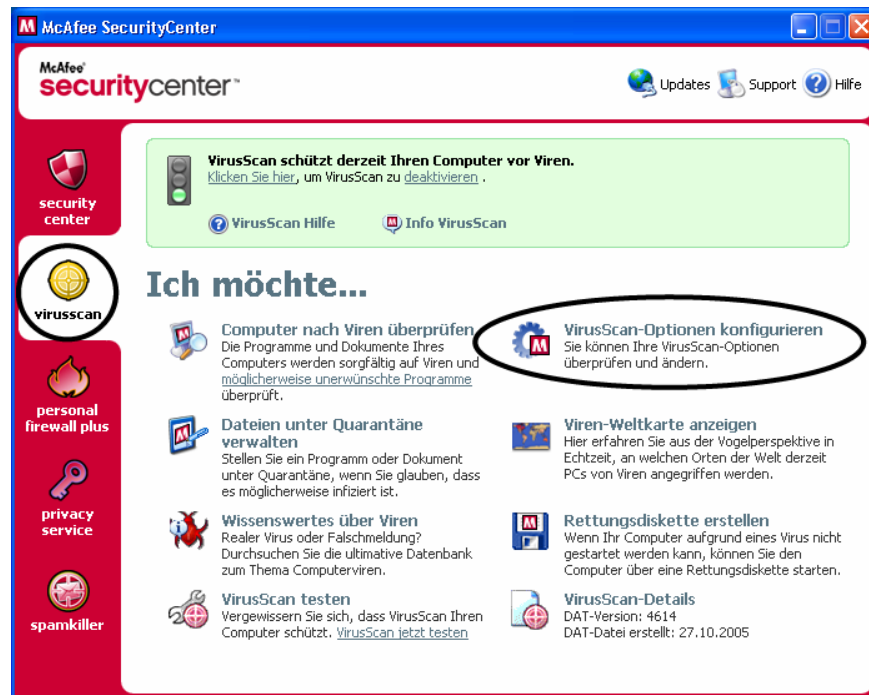 McAfee SecurityCenter
McAfee
securitycenter™
Updates
Support
Hilfe
security
center
virusscan
personal
firewall plus
privacy
service
spamkiller
VirusScan schützt derzeit Ihren Computer vor Viren.
Klicken Sie hier, um VirusScan zu deaktivieren .
VirusScan Hilfe
Info VirusScan
Ich möchte...
Computer nach Viren überprüfen
Die Programme und Dokumente Ihres
Computers werden sorgfältig auf Viren und
möglicherweise unerwünschte Programme
überprüft.
VirusScan-Optionen konfigurieren
Sie können Ihre VirusScan-Optionen
überprüfen und ändern.
Dateien unter Quarantäne
verwalten
Stellen Sie ein Programm oder Dokument
unter Quarantäne, wenn Sie glauben, dass
es möglicherweise infiziert ist.
Viren-Weltkarte anzeigen
Hier erfahren Sie aus der Vogelperspektive in
Echtzeit, an welchen Orten der Welt derzeit
PCs von Viren angegriffen werden.
Wissenswertes über Viren
Realer Virus oder Falschmeldung?
Durchsuchen Sie die ultimative Datenbank
zum Thema Computerviren.
Rettungsdiskette erstellen
Wenn Ihr Computer aufgrund eines Virus nicht
gestartet werden kann, können Sie den
Computer über eine Rettungsdiskette starten.
VirusScan testen
Vergewissern Sie sich, dass VirusScan Ihren
Computer schützt. VirusScan jetzt testen
VirusScan-Details
DAT-Version: 4614
DAT-Datei erstellt: 27.10.2005